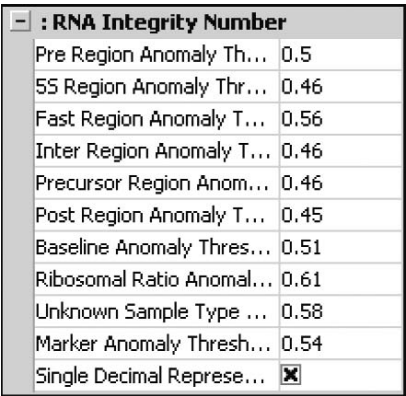 : RNA Integrity Number
Pre Region Anomaly Th... 0.5
5S Region Anomaly Thr... 0.46
Fast Region Anomaly T... 0.56
Inter Region Anomaly T... 0.46
Precursor Region Anom... 0.46
Post Region Anomaly T... 0.45
Baseline Anomaly Thres... 0.51
Ribosomal Ratio Anomal... 0.61
Unknown Sample Type ... 0.58
Marker Anomaly Thresh... 0.54
Single Decimal Represe...